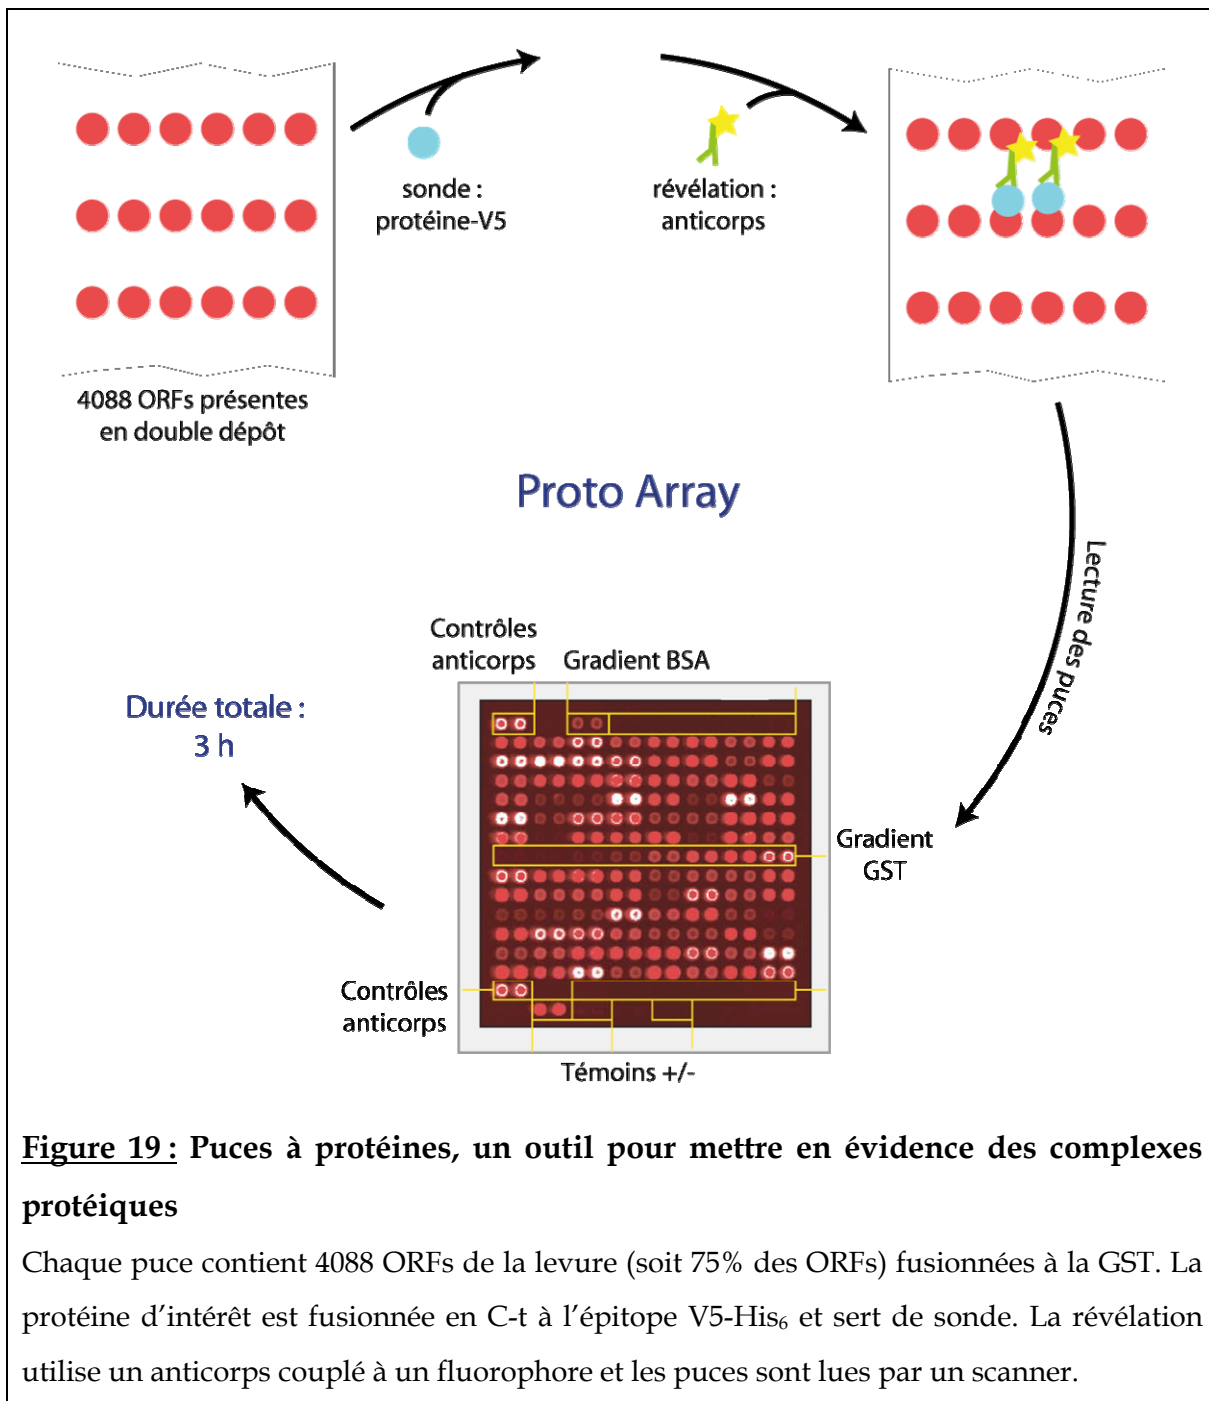 4088 ORFs présentes
en double dépôt
sonde :
protéine-V5
révélation :
anticorps
Proto Array
Lecture des puces
Contrôles
anticorps
Gradient BSA
Durée totale :
3 h
Gradient
GST
Contrôles
anticorps
Témoins +/-
Figure 19 : Puces à protéines, un outil pour mettre en évidence des complexes
protéiques
Chaque puce contient 4088 ORFs de la levure (soit 75% des ORFs) fusionnées à la GST. La
protéine d’intérêt est fusionnée en C-t à l’épitope V5-His₆ et sert de sonde. La révélation
utilise un anticorps couplé à un fluorophore et les puces sont lues par un scanner.